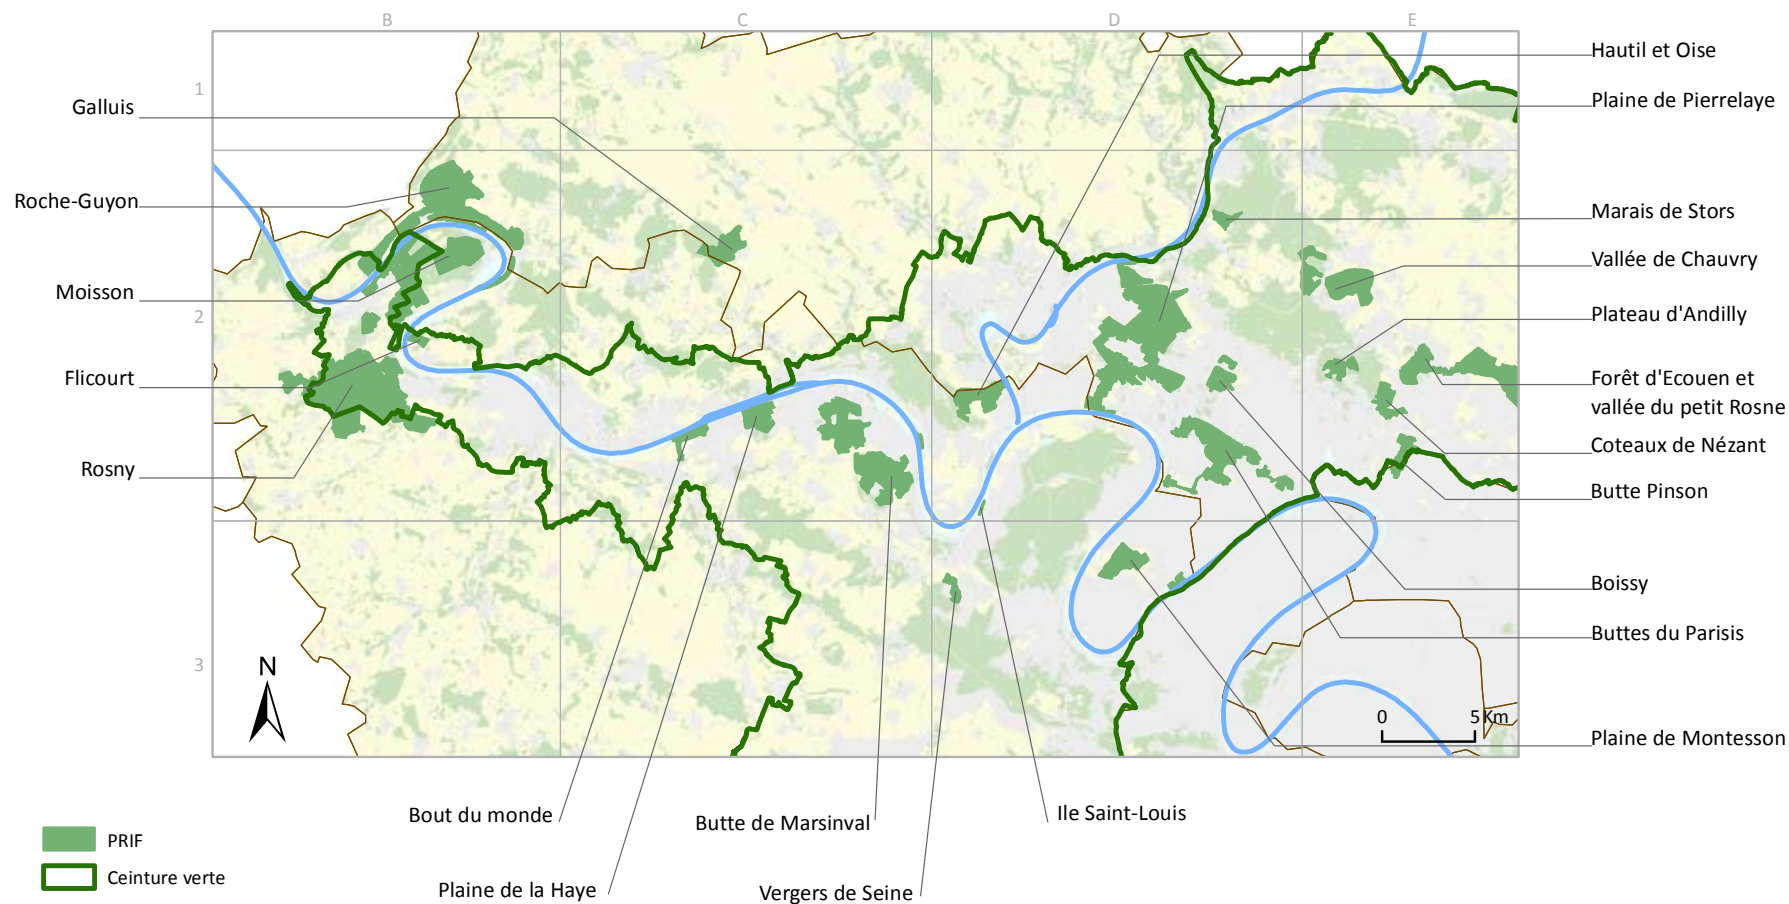 B
C
D
E
1
2
3
Galluis
Roche-Guyon
Moisson
Flicourt
Rosny
Hautil et Oise
Plaine de Pierrelaye
Marais de Stors
Vallée de Chauvry
Plateau d'Andilly
Forêt d'Ecouen et
vallée du petit Rosne
Coteaux de Nézant
Butte Pinson
Boissy
Buttes du Parisis
Plaine de Montesson
N
0 5 Km
Bout du monde
Butte de Marsinval
Ile Saint-Louis
Plaine de la Haye
Vergers de Seine
PRIF
Ceinture verte